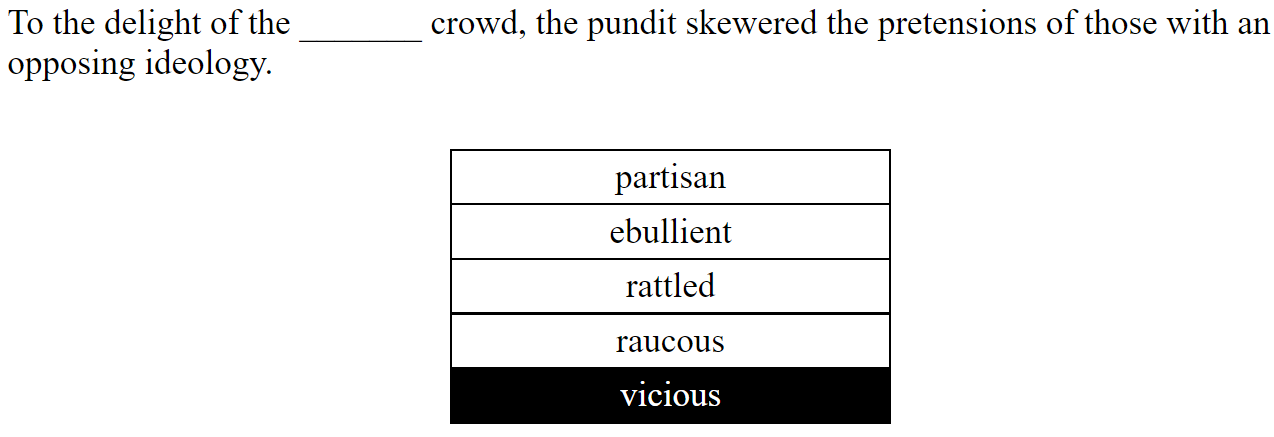 To the delight of the _______ crowd, the pundit skewered the pretensions of those with an
opposing ideology.
partisan
ebullient
rattled
raucous
vicious